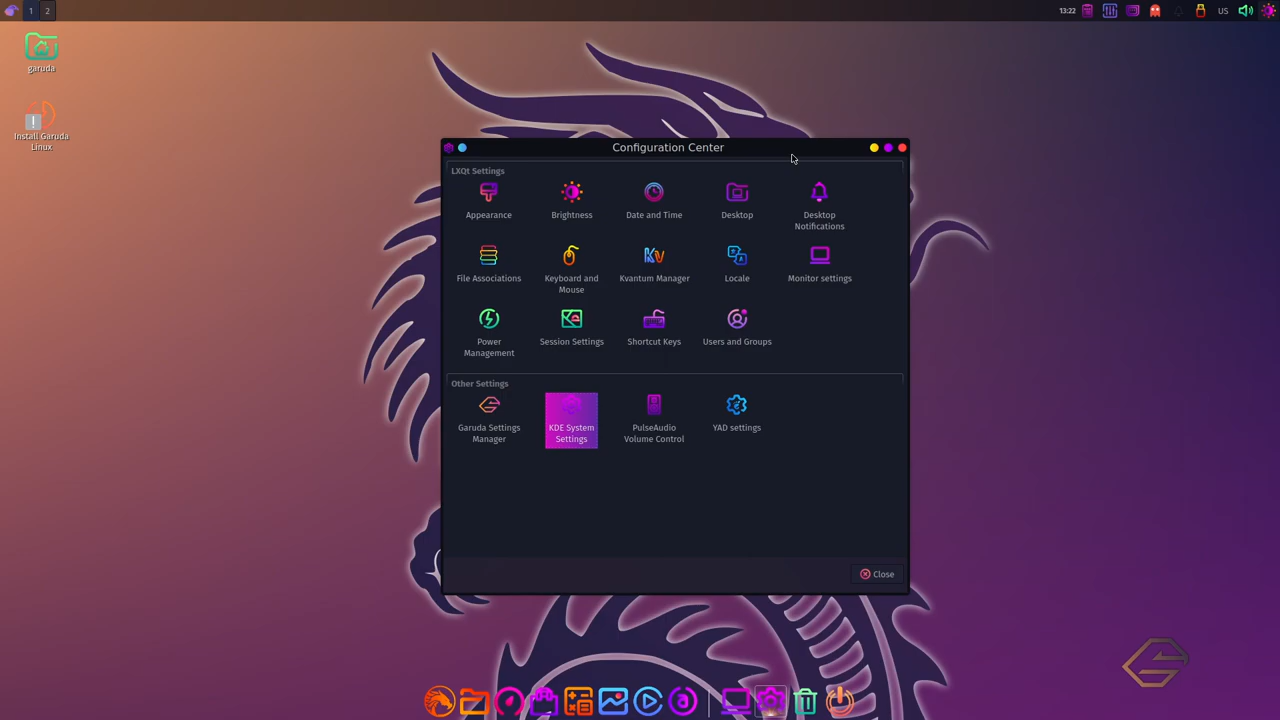 1 2 13:22 US
garuda
Install Garuda
Linux
Configuration Center
LXQt Settings
Appearance Brightness Date and Time Desktop Desktop
Notifications
File Associations Keyboard and Kvantum Manager Locale Monitor settings
Mouse
Power Session Settings Shortcut Keys Users and Groups
Management
Other Settings
Garuda Settings KDE System PulseAudio YAD settings
Manager Settings Volume Control
Close